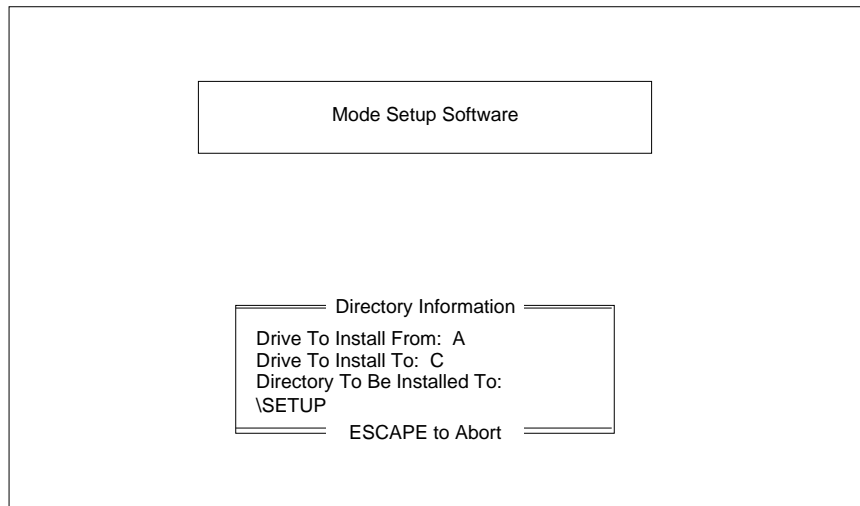 Mode Setup Software
Directory Information
Drive To Install From: A
Drive To Install To: C
Directory To Be Installed To:
\SETUP
ESCAPE to Abort